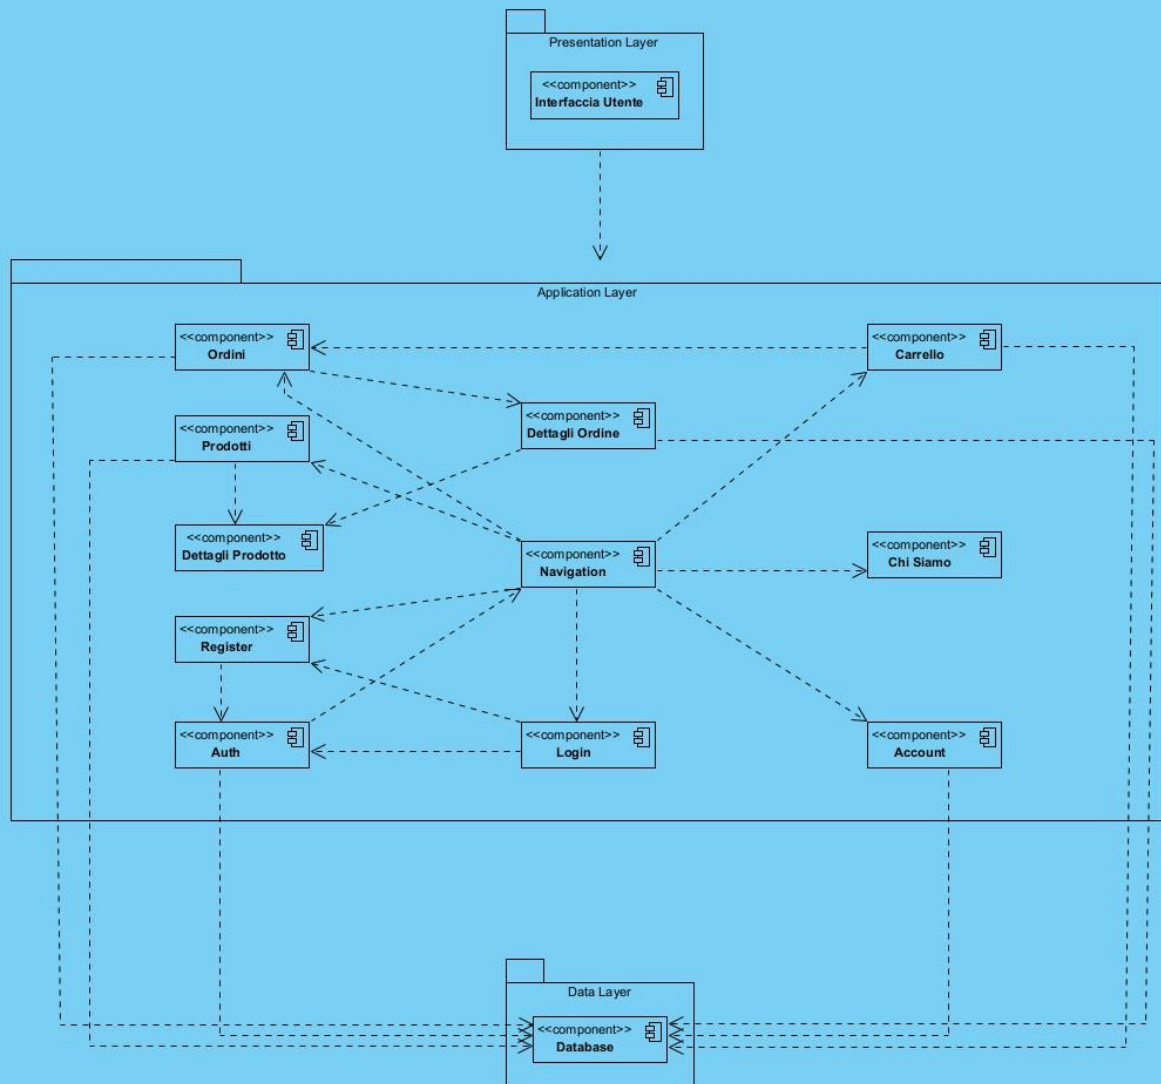 Presentation Layer
<<component>>
Interfaccia Utente
Application Layer
<<component>>
Ordini
<<component>>
Carrello
<<component>>
Dettagli Ordine
<<component>>
Prodotti
<<component>>
Dettagli Prodotto
<<component>>
Navigation
<<component>>
Chi Siamo
<<component>>
Register
<<component>>
Auth
<<component>>
Login
<<component>>
Account
Data Layer
<<component>>
Database